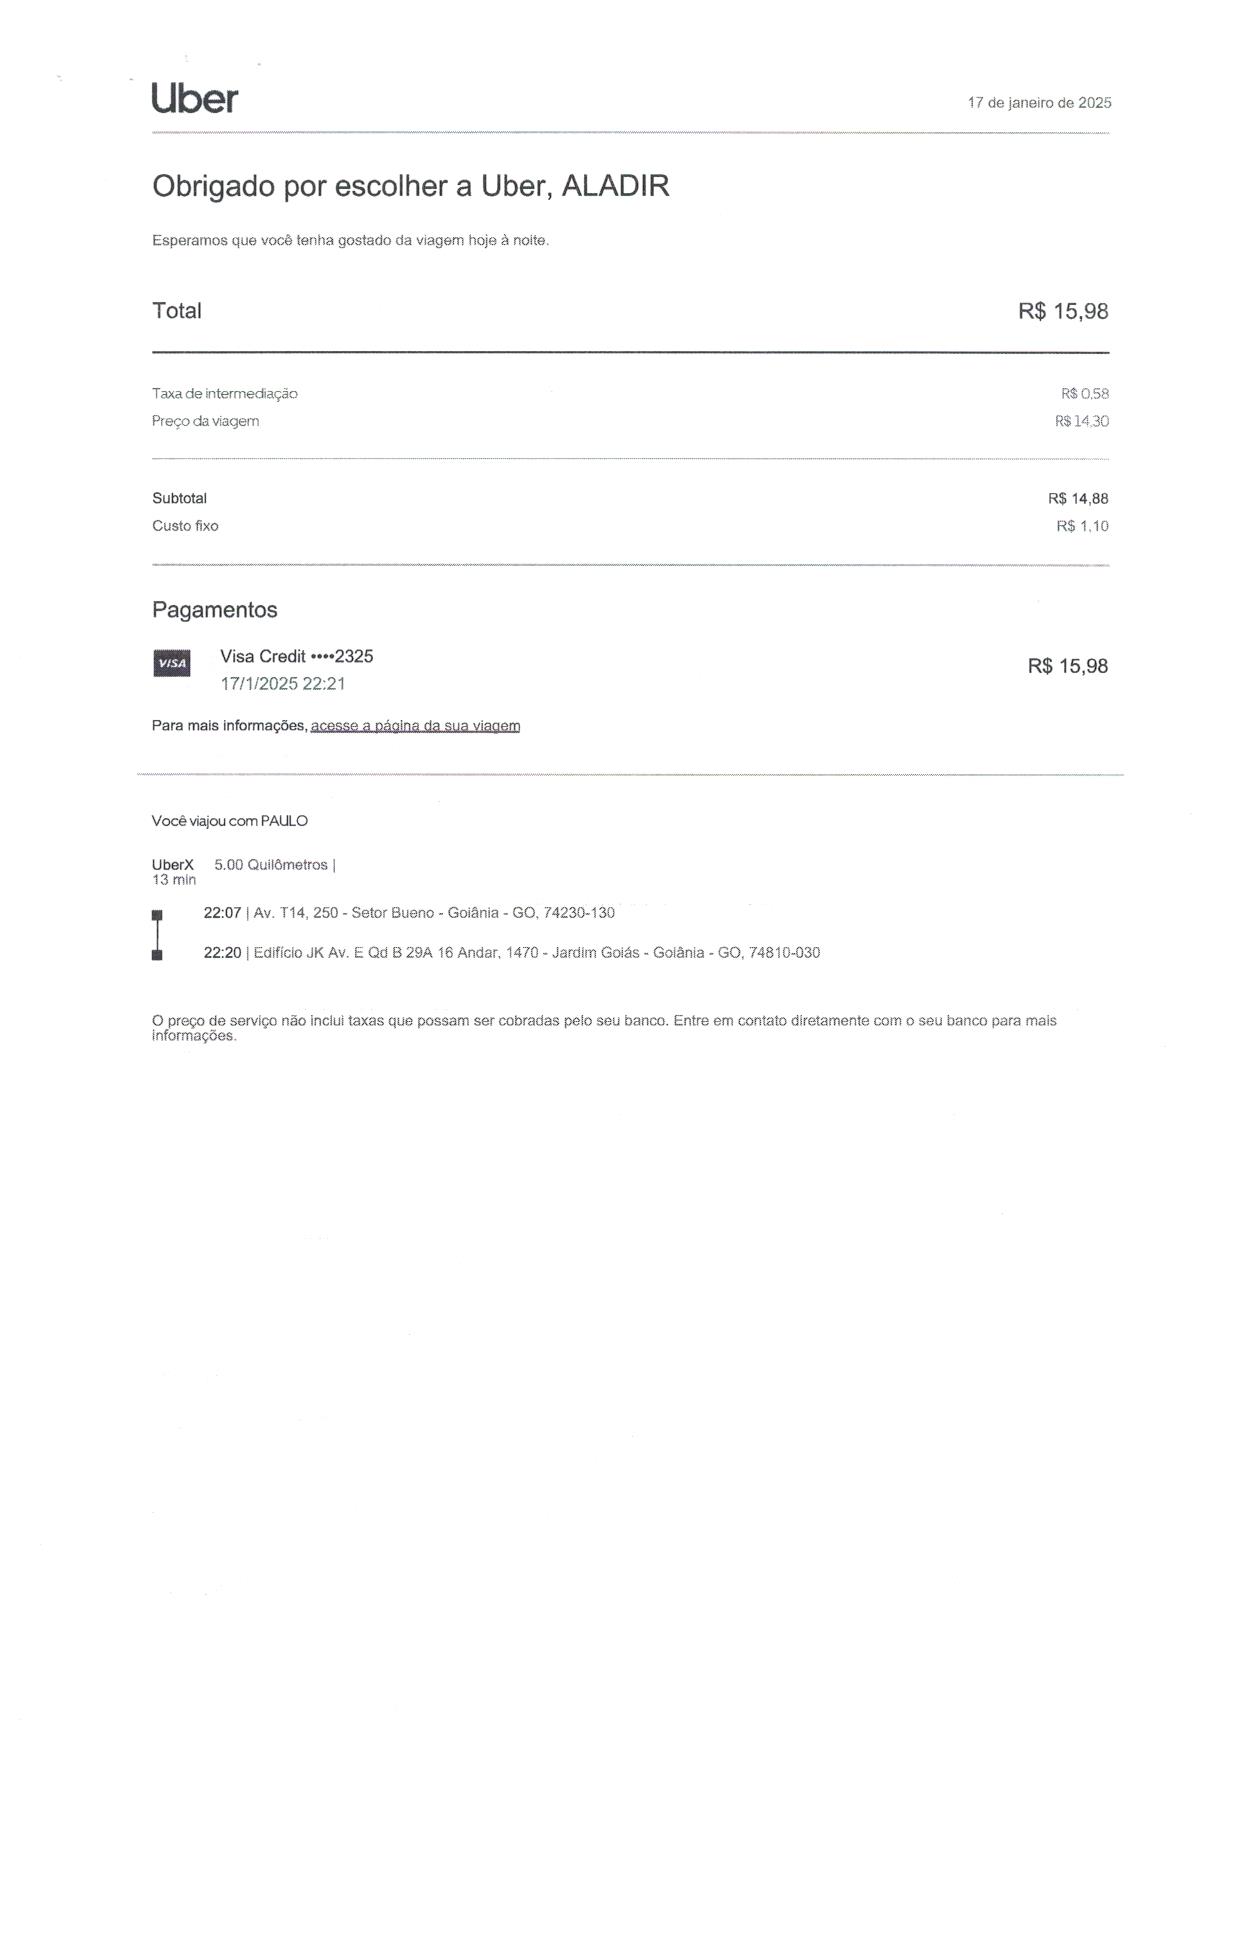 Uber
17 de janeiro de 2025
Obrigado por escolher a Uber, ALADIR
Esperamos que você tenha gostado da viagem hoje à noite.
Total R$ 15,98
Taxa de intermediação R$ 0,58
Preço da viagem R$ 14,30
Subtotal R$ 14,88
Custo fixo R$ 1,10
Pagamentos
VISA Visa Credit ••••2325 R$ 15,98
17/1/2025 22:21
Para mais informações, acesse a página da sua viagem
Você viajou com PAULO
UberX 5.00 Quilômetros |
13 min
22:07 | Av. T14, 250 - Setor Bueno - Goiânia - GO, 74230-130
22:20 | Edifício JK Av. E Qd B 29A 16 Andar, 1470 - Jardim Goiás - Goiânia - GO, 74810-030
O preço de serviço não inclui taxas que possam ser cobradas pelo seu banco. Entre em contato diretamente com o seu banco para mais
informações.